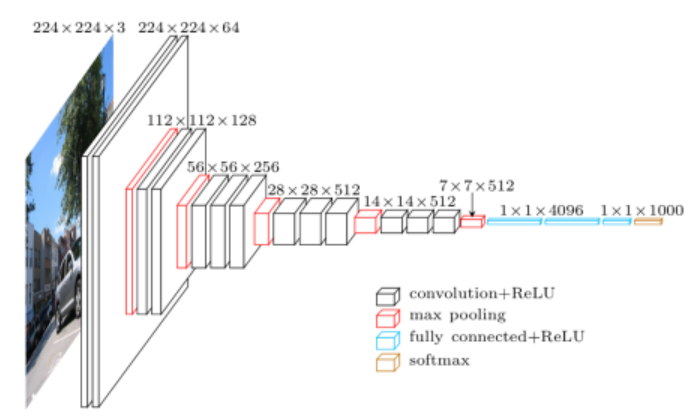 224×224×3
224×224×64
112×112×128
56×56×256
28×28×512
14×14×512
7×7×512
1×1×4096
1×1×1000
convolution+ReLU
max pooling
fully connected+ReLU
softmax